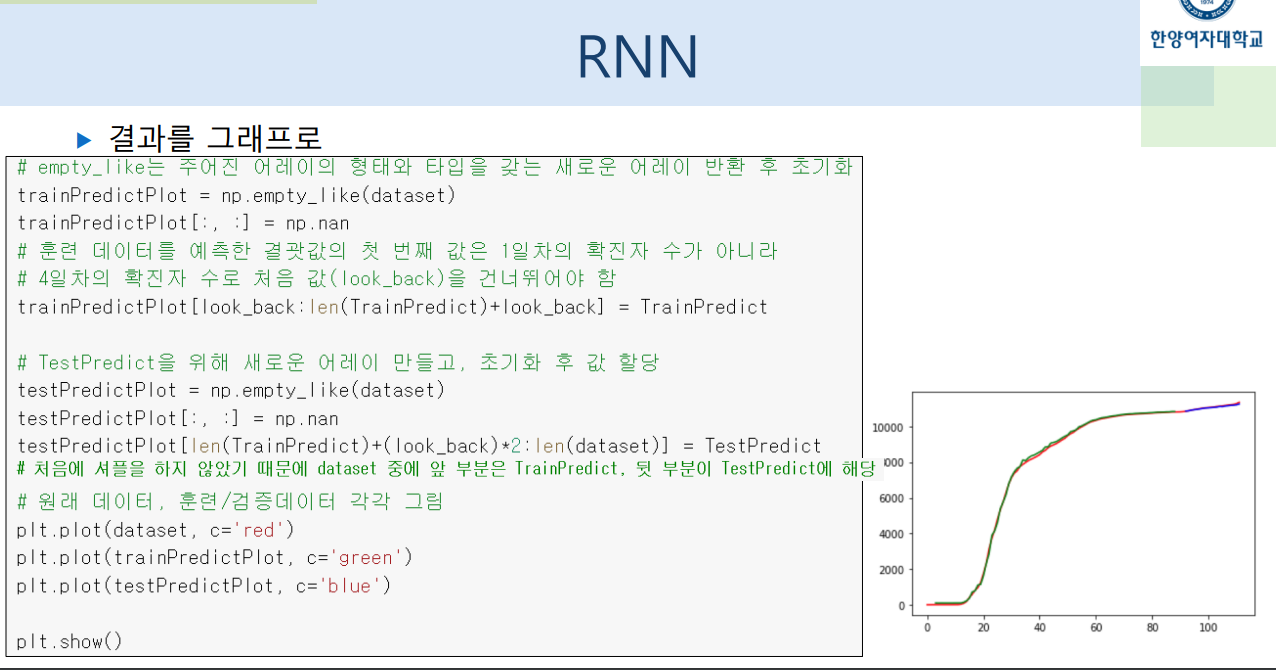 1974
한양여자대학교
RNN
▶ 결과를 그래프로
# empty_like는 주어진 어레이의 형태와 타입을 갖는 새로운 어레이 반환 후 초기화
trainPredictPlot = np.empty_like(dataset)
trainPredictPlot[:, :] = np.nan
# 훈련 데이터를 예측한 결괏값의 첫 번째 값은 1일차의 확진자 수가 아니라
# 4일차의 확진자 수로 처음 값(look_back)을 건너뛰어야 함
trainPredictPlot[look_back:len(TrainPredict)+look_back] = TrainPredict
# TestPredict을 위해 새로운 어레이 만들고, 초기화 후 값 할당
testPredictPlot = np.empty_like(dataset)
testPredictPlot[:, :] = np.nan
testPredictPlot[len(TrainPredict)+(look_back)*2:len(dataset)] = TestPredict
# 처음에 셔플을 하지 않았기 때문에 dataset 중에 앞 부분은 TrainPredict, 뒷 부분이 TestPredict에 해당
# 원래 데이터, 훈련/검증데이터 각각 그림
plt.plot(dataset, c='red')
plt.plot(trainPredictPlot, c='green')
plt.plot(testPredictPlot, c='blue')
plt.show()
10000
6000
4000
2000
0
0 20 40 60 80 100